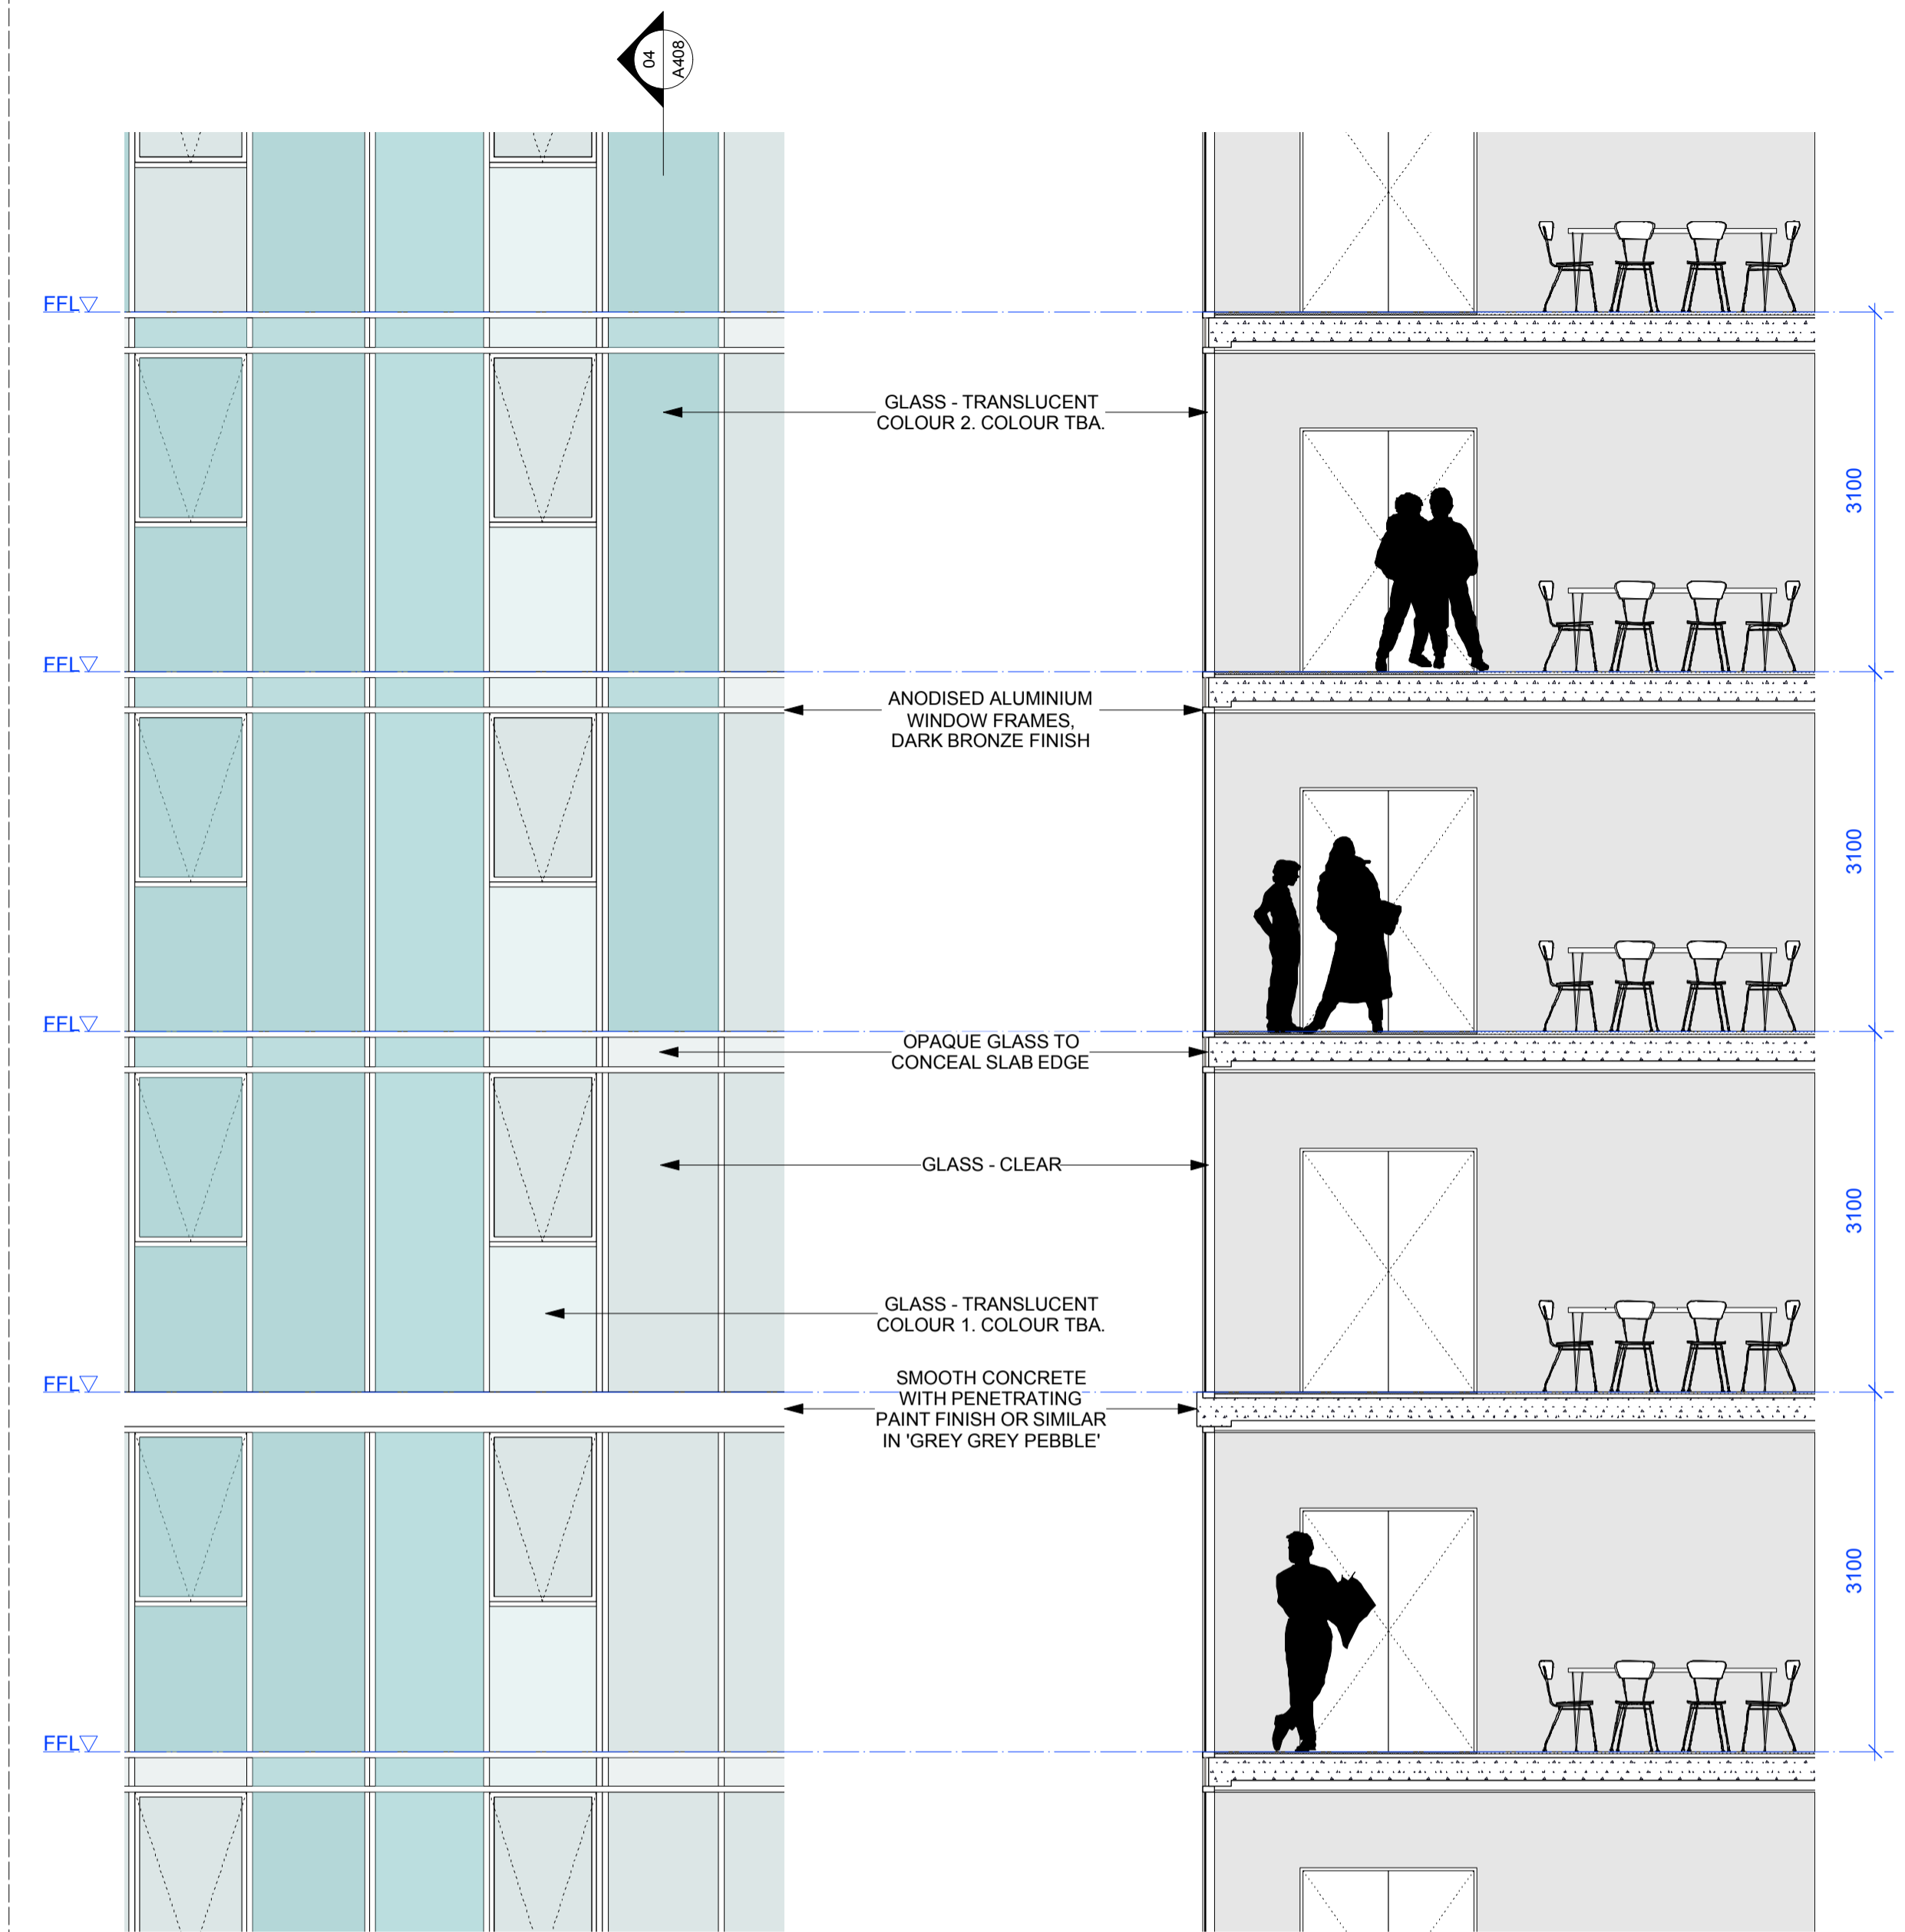 04
A408
FFL
GLASS - TRANSLUCENT
COLOUR 2. COLOUR TBA.
3100
FFL
ANODISED ALUMINIUM
WINDOW FRAMES,
DARK BRONZE FINISH
3100
FFL
OPAQUE GLASS TO
CONCEAL SLAB EDGE
GLASS - CLEAR
3100
GLASS - TRANSLUCENT
COLOUR 1. COLOUR TBA.
FFL
SMOOTH CONCRETE
WITH PENETRATING
PAINT FINISH OR SIMILAR
IN 'GREY GREY PEBBLE'
3100
FFL